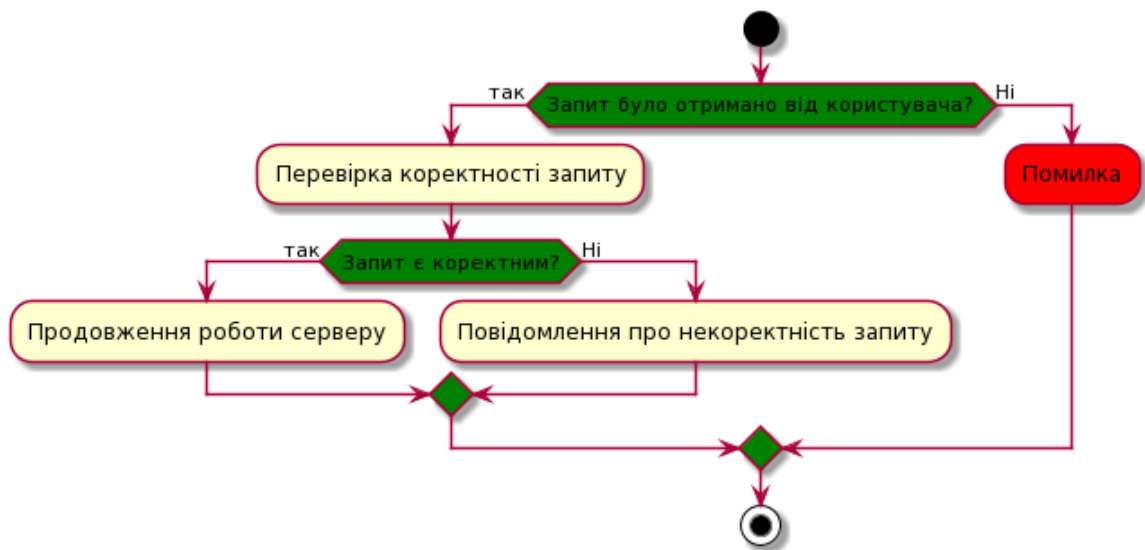 так
Запит було отримано від користувача?
Ні
Перевірка коректності запиту
Помилка
так
Запит є коректним?
Ні
Продовження роботи серверу
Повідомлення про некоректність запиту